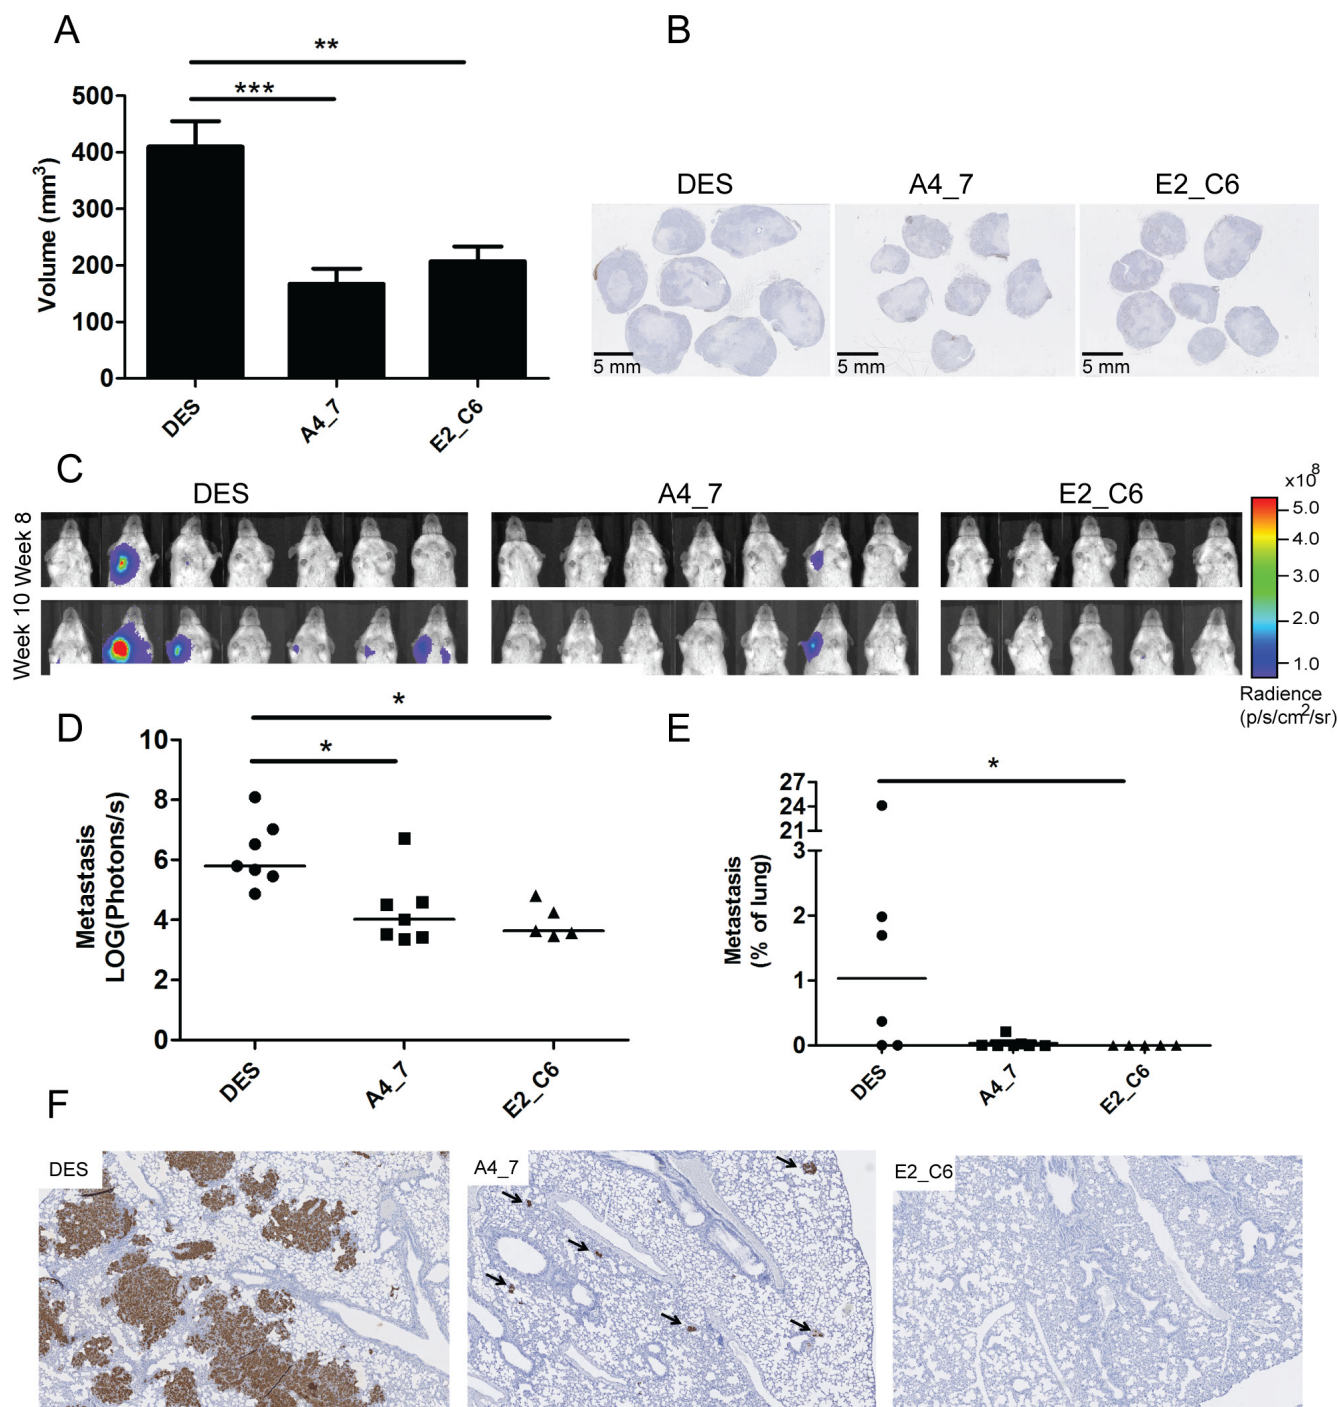 A
**
***
500
400
300
200
100
0
Volume (mm³)
DES
A4_7
E2_C6
B
DES
A4_7
E2_C6
5 mm
5 mm
5 mm
C
DES
A4_7
E2_C6
Week 8
Week 10
x10⁸
5.0
4.0
3.0
2.0
1.0
Radience
(p/s/cm²/sr)
D
*
*
10
8
6
4
2
0
Metastasis
LOG(Photons/s)
DES
A4_7
E2_C6
E
*
27
24
21
3
2
1
0
Metastasis
(% of lung)
DES
A4_7
E2_C6
F
DES
A4_7
E2_C6